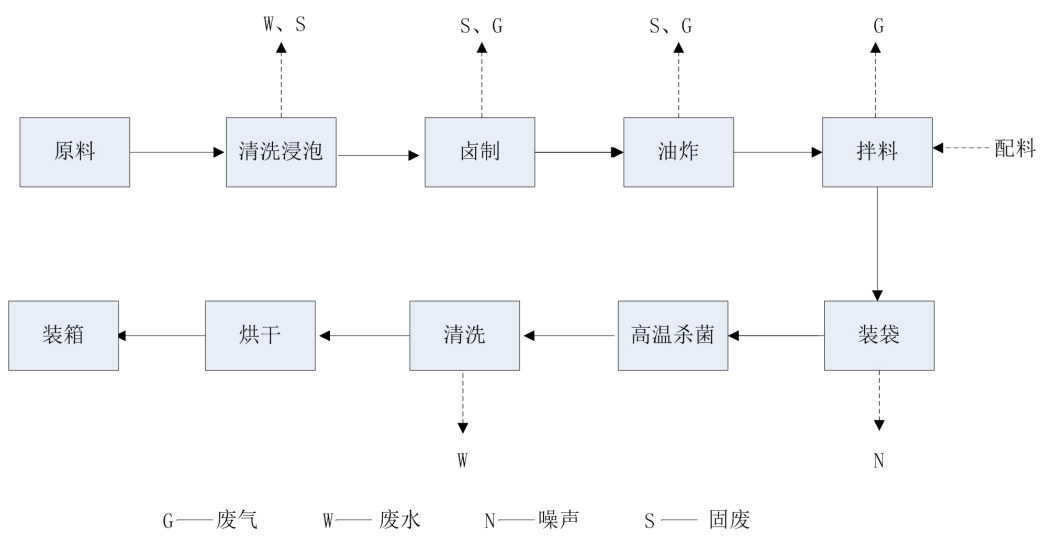 W、S S、G S、G G
原料 清洗浸泡 卤制 油炸 拌料 配料
装箱 烘干 清洗 高温杀菌 装袋
W N
G——废气 W—— 废水 N——噪声 S—— 固废